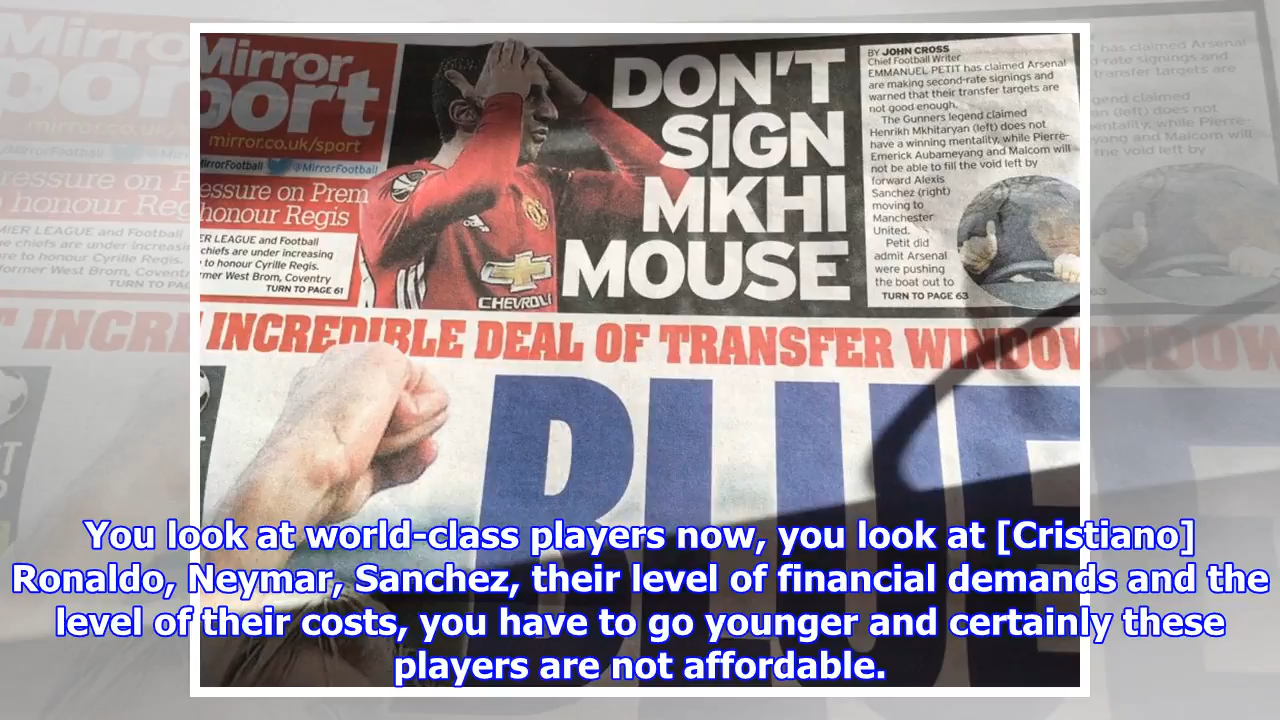 Mirror
port
mirror.co.uk/sport
MirrorFootball @MirrorFootball
essure on Prem
honour Regis
ER LEAGUE and Football
chiefs are under increasing
to honour Cyrille Regis.
rmer West Brom, Coventry
TURN TO PAGE 61
CHEVROL
DON'T
SIGN
MKHI
MOUSE
BY JOHN CROSS
Chief Football Writer
EMMANUEL PETIT has claimed Arsenal
are making second-rate signings and
warned that their transfer targets are
not good enough.
The Gunners legend claimed
Henrikh Mkhitaryan (left) does not
have a winning mentality, while Pierre-
Emerick Aubameyang and Malcom will
not be able to fill the void left by
forward Alexis
Sanchez (right)
moving to
Manchester
United.
Petit did
admit Arsenal
were pushing
the boat out to
TURN TO PAGE 63
INCREDIBLE DEAL OF TRANSFER WINDOW
BLUE
You look at world-class players now, you look at [Cristiano]
Ronaldo, Neymar, Sanchez, their level of financial demands and the
level of their costs, you have to go younger and certainly these
players are not affordable.